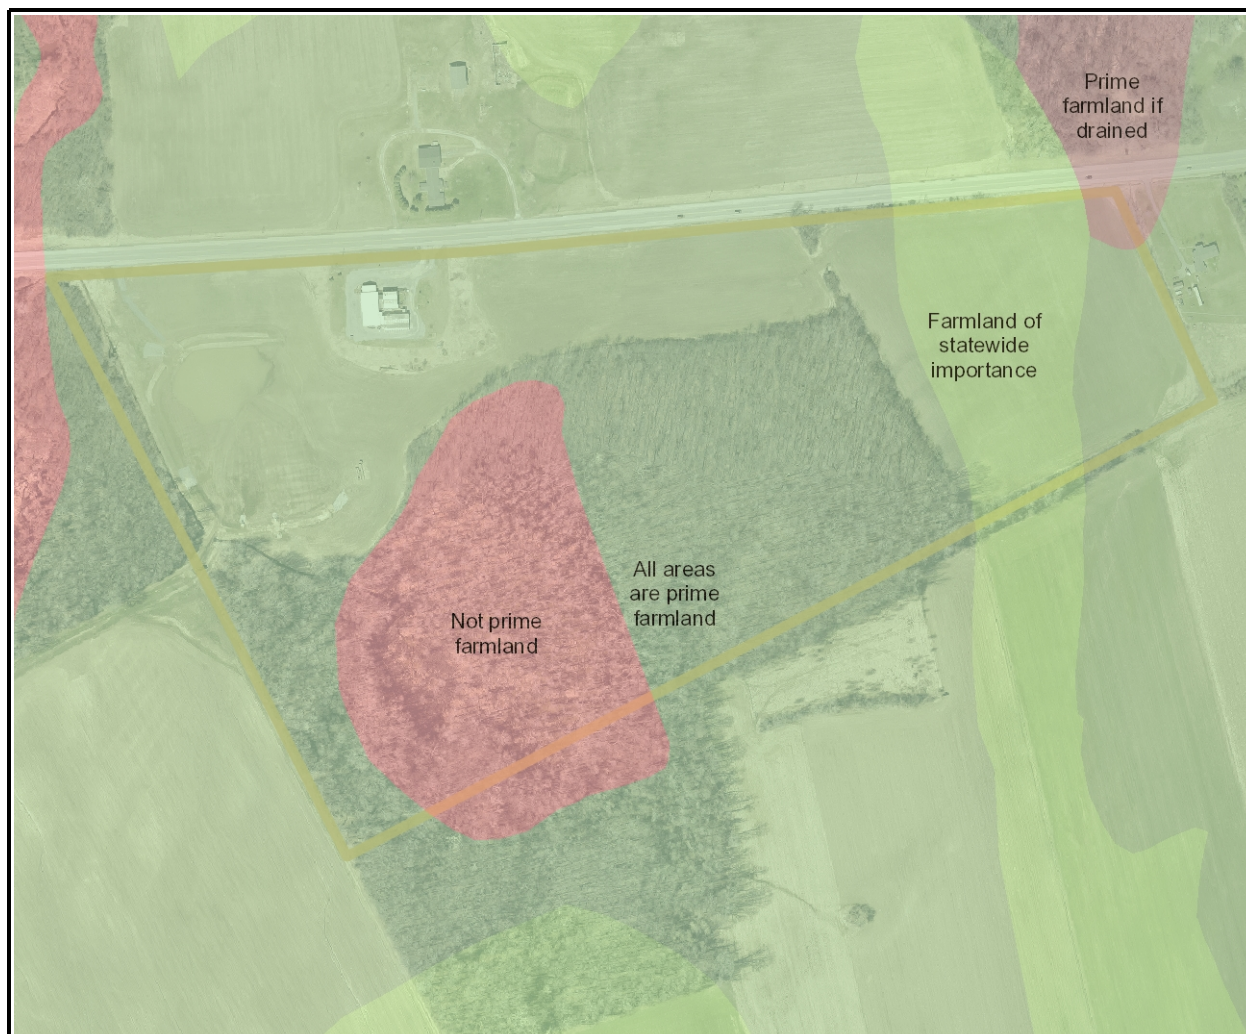 Prime
farmland if
drained
Farmland of
statewide
importance
All areas
are prime
farmland
Not prime
farmland